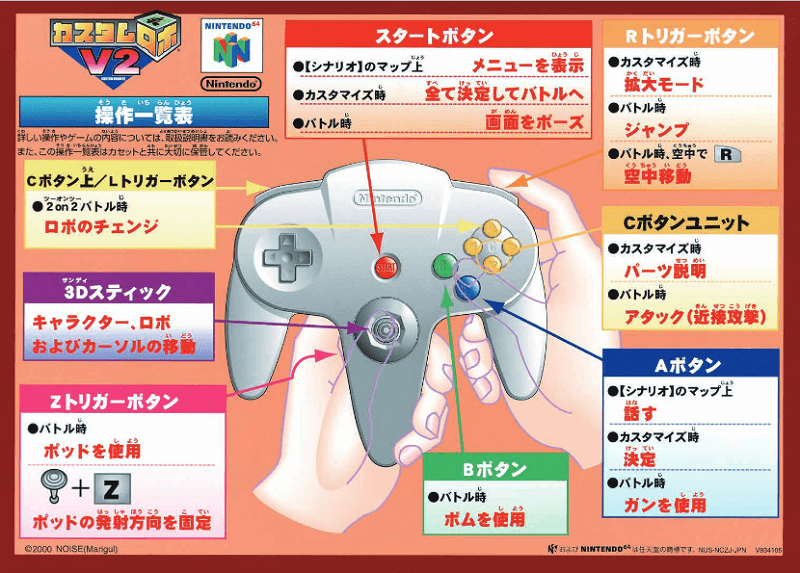 カスタムロボ
V2
NINTENDO64
Nintendo
操作一覧表
詳しい操作やゲームの内容については、取扱説明書をお読みください。
また、この操作一覧表はカセットと共に大切に保管してください。
スタートボタン
●【シナリオ】のマップ上 メニューを表示
●カスタマイズ時 全て決定してバトルへ
●バトル時 画面をポーズ
Rトリガーボタン
●カスタマイズ時
拡大モード
●バトル時
ジャンプ
●バトル時、空中で R
空中移動
Cボタン上/Lトリガーボタン
●2on2バトル時
ロボのチェンジ
Nintendo
START
B
C
A
Cボタンユニット
●カスタマイズ時
パーツ説明
●バトル時
アタック(近接攻撃)
3Dスティック
キャラクター、ロボ
およびカーソルの移動
Aボタン
●【シナリオ】のマップ上
話す
●カスタマイズ時
決定
●バトル時
ガンを使用
Zトリガーボタン
●バトル時
ポッドを使用
+ Z
ポッドの発射方向を固定
Bボタン
●バトル時
ボムを使用
©2000 NOISE(Marigul)
および NINTENDO64 は任天堂の商標です。 NUS-NCZJ-JPN V934105